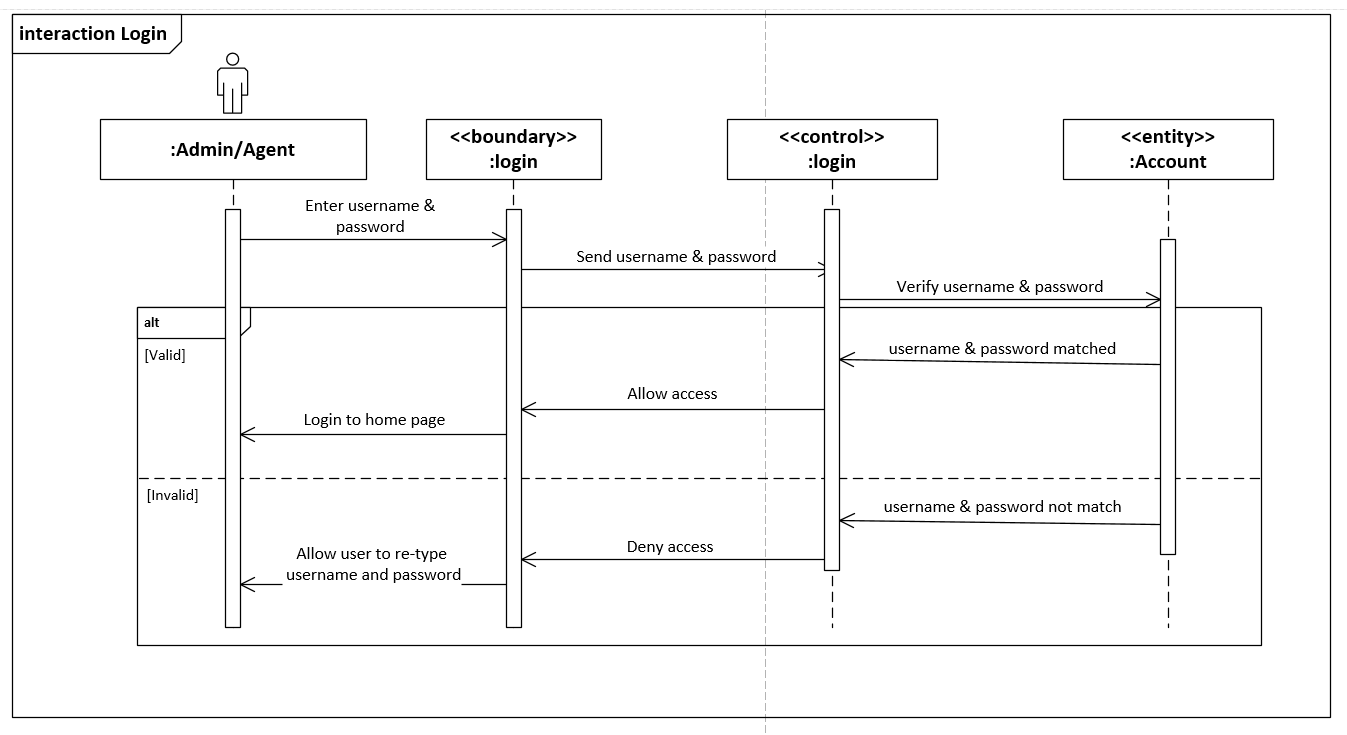 interaction Login
:Admin/Agent
<<boundary>>
:login
<<control>>
:login
<<entity>>
:Account
Enter username &
password
Send username & password
Verify username & password
alt
[Valid]
username & password matched
Allow access
Login to home page
[Invalid]
username & password not match
Deny access
Allow user to re-type
username and password